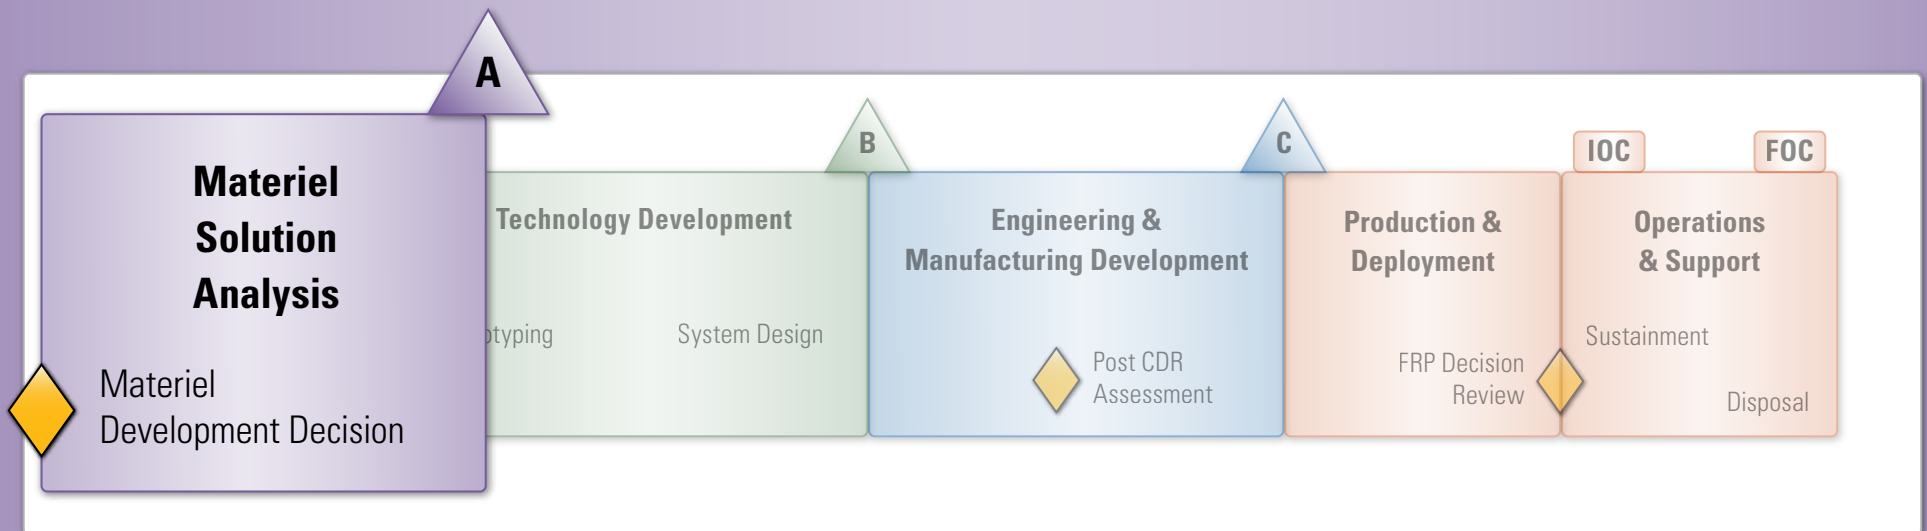 A
B
C
IOC
FOC
Materiel
Solution
Analysis
Materiel
Development Decision
Technology Development
otyping
System Design
Engineering &
Manufacturing Development
Post CDR
Assessment
Production &
Deployment
FRP Decision
Review
Operations
& Support
Sustainment
Disposal